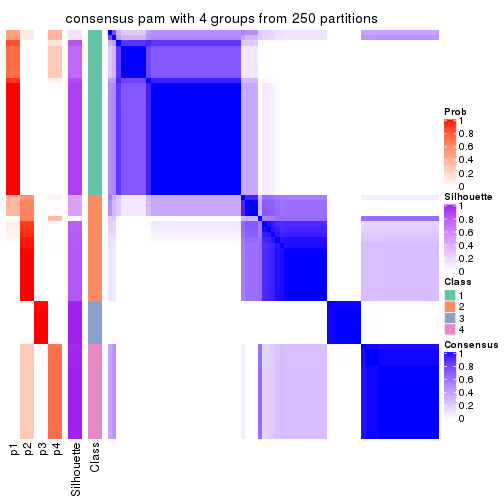 consensus pam with 4 groups from 250 partitions
Prob
1
0.8
0.6
0.4
0.2
0
Silhouette
1
0.8
0.6
0.4
0.2
0
Class
1
2
3
4
Consensus
1
0.8
0.6
0.4
0.2
0
p1
p2
p3
p4
Silhouette
Class